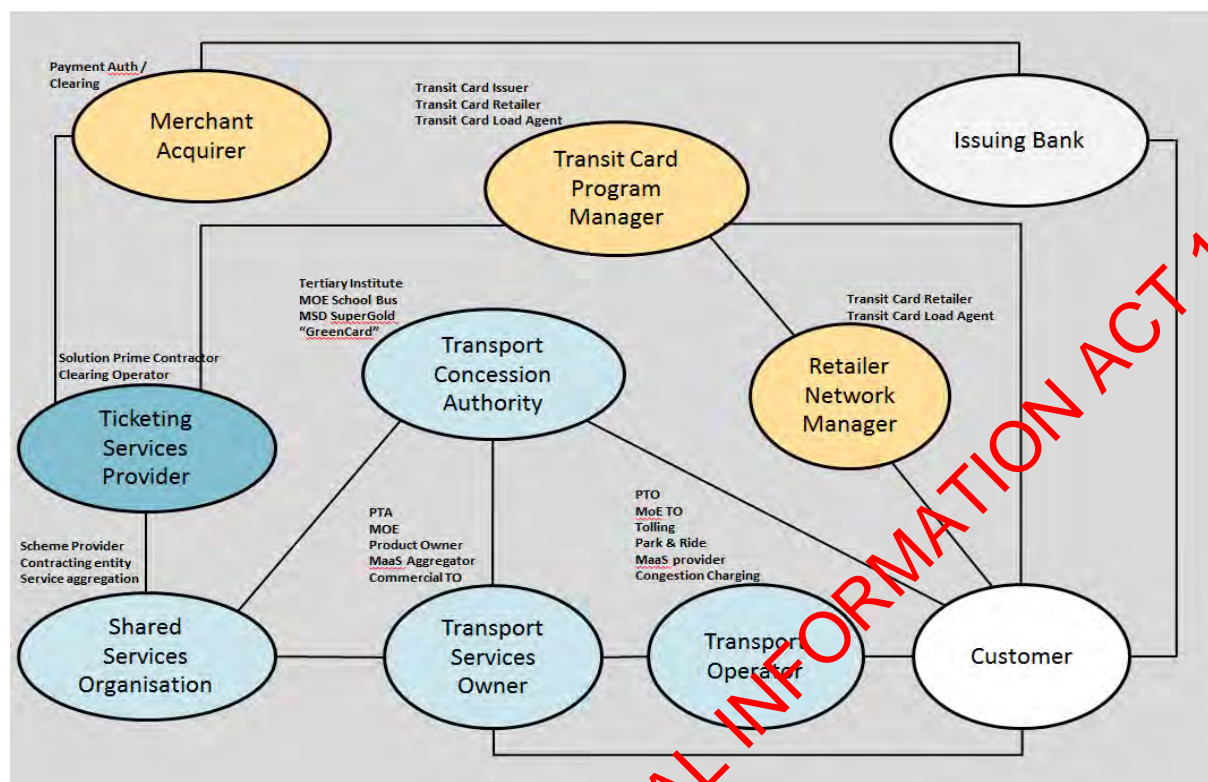 Payment Auth /
Clearing
Merchant
Acquirer
Transit Card Issuer
Transit Card Retailer
Transit Card Load Agent
Transit Card
Program
Manager
Issuing Bank
Tertiary Institute
MOE School Bus
MSD SuperGold
“GreenCard”
Transport
Concession
Authority
Transit Card Retailer
Transit Card Load Agent
Retailer
Network
Manager
Solution Prime Contractor
Clearing Operator
Ticketing
Services
Provider
Scheme Provider
Contracting entity
Service aggregation
Shared
Services
Organisation
PTA
MOE
Product Owner
MaaS Aggregator
Commercial TO
Transport
Services
Owner
PTO
MoE TO
Tolling
Park & Ride
MaaS provider
Congestion Charging
Transport
Operator
Customer
INFORMATION ACT